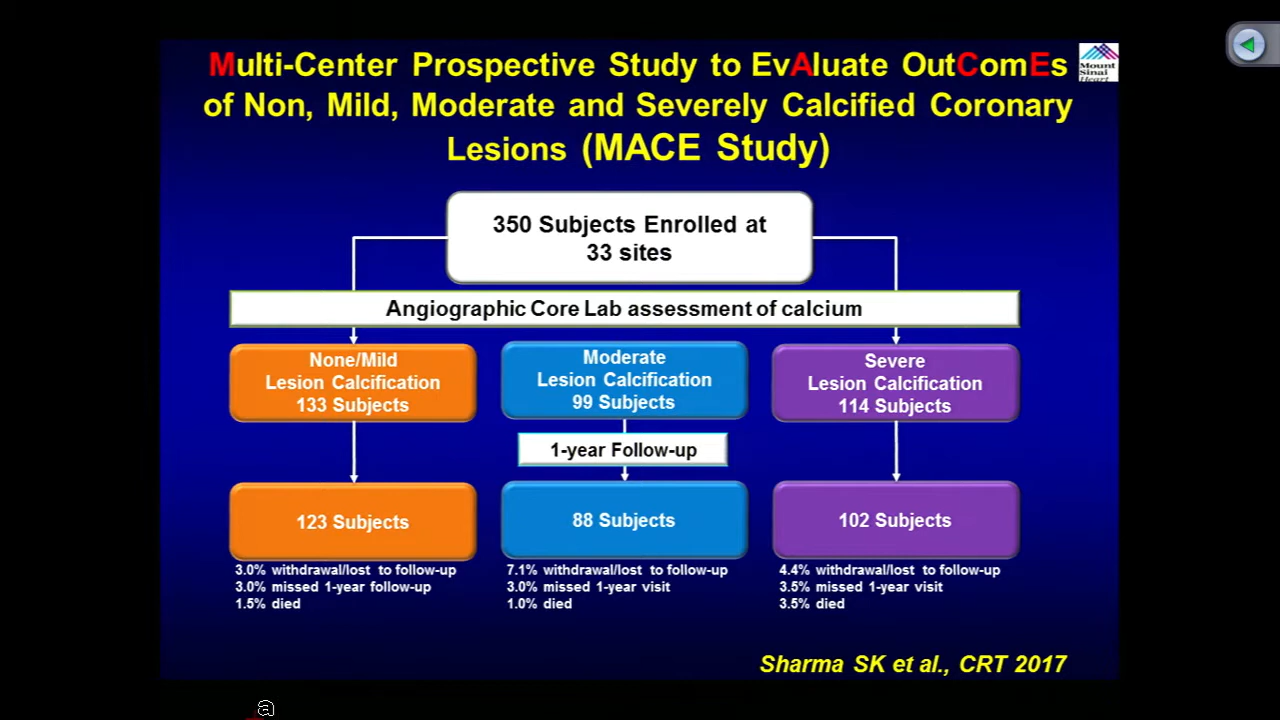 Multi-Center Prospective Study to EvAluate OutComEs
of Non, Mild, Moderate and Severely Calcified Coronary
Lesions (MACE Study)
Mount
Sinai
Heart
350 Subjects Enrolled at
33 sites
Angiographic Core Lab assessment of calcium
None/Mild
Lesion Calcification
133 Subjects
Moderate
Lesion Calcification
99 Subjects
Severe
Lesion Calcification
114 Subjects
1-year Follow-up
123 Subjects
88 Subjects
102 Subjects
3.0% withdrawal/lost to follow-up
3.0% missed 1-year follow-up
1.5% died
7.1% withdrawal/lost to follow-up
3.0% missed 1-year visit
1.0% died
4.4% withdrawal/lost to follow-up
3.5% missed 1-year visit
3.5% died
Sharma SK et al., CRT 2017
a